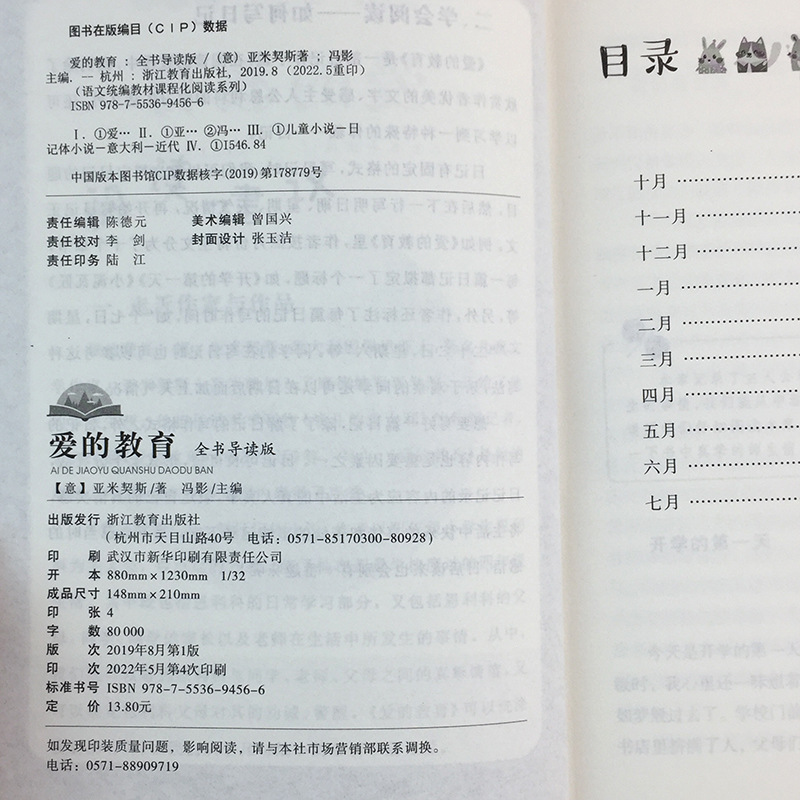 图书在版编目(CIP)数据
爱的教育：全书导读版/(意)亚米契斯著；冯影
主编. — 杭州：浙江教育出版社, 2019.8（2022.5重印）
（语文统编教材课程化阅读系列）
ISBN 978-7-5536-9456-6
Ⅰ. ①爱… Ⅱ. ①亚… ②冯… Ⅲ. ①儿童小说－日
记体小说－意大利－近代 Ⅳ. ①I546.84
中国版本图书馆CIP数据核字(2019)第178779号
责任编辑 陈德元 美术编辑 曾国兴
责任校对 李 剑 封面设计 张玉洁
责任印务 陆 江
爱的教育 全书导读版
AI DE JIAOYU QUANSHU DAODU BAN
【意】亚米契斯/著 冯影/主编
出版发行 浙江教育出版社
（杭州市天目山路40号 电话：0571-85170300-80928）
印 刷 武汉市新华印刷有限责任公司
开 本 880mm×1230mm 1/32
成品尺寸 148mm×210mm
印 张 4
字 数 80 000
版 次 2019年8月第1版
印 次 2022年5月第4次印刷
标准书号 ISBN 978-7-5536-9456-6
定 价 13.80元
如发现印装质量问题，影响阅读，请与本社市场营销部联系调换。
电话：0571-88909719
目录
十月
十一月
十二月
一月
二月
三月
四月
五月
六月
七月